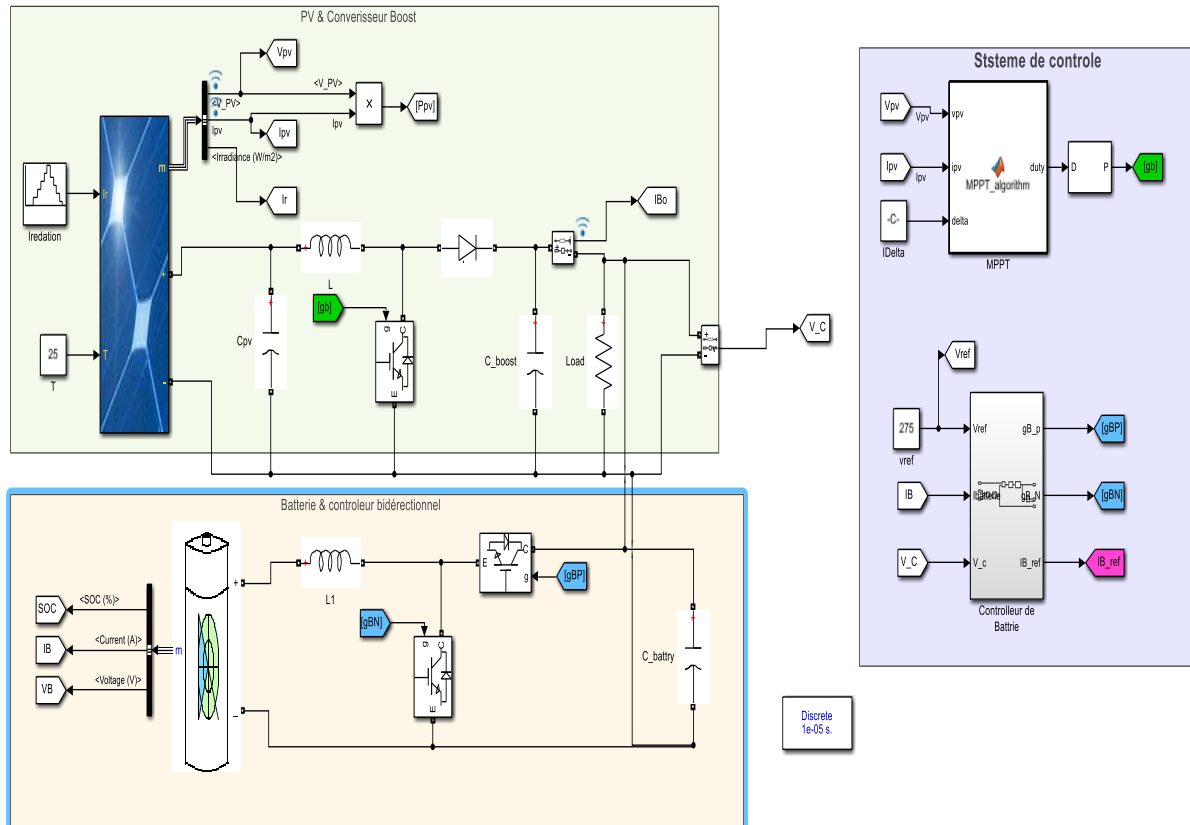 PV & Converisseur Boost
Vpv
<V_PV>
<V_PV>
X
[Ppv]
Ipv
Ipv
Ipv
<Irradiance (W/m2)>
Ir
m
Ir
Iredation
+
T
-
25
T
L
[gb]
g
C
E
Cpv
IBo
C_boost
Load
V_C
Batterie & controleur bidérectionnel
SOC
<SOC (%)>
IB
<Current (A)>
VB
<Voltage (V)>
m
+
_
L1
E
C
g
[gBP]
[gBN]
g
C
E
C_battry
Discrete
1e-05 s.
Ststeme de controle
Vpv
Vpv
vpv
Ipv
Ipv
ipv
MPPT_algorithm
duty
D
P
[gb]
-C-
delta
IDelta
MPPT
Vref
275
vref
Vref
gB_p
[gBP]
IB
gB_N
[gBN]
V_C
V_c
IB_ref
IB_ref
Controlleur de
Battrie